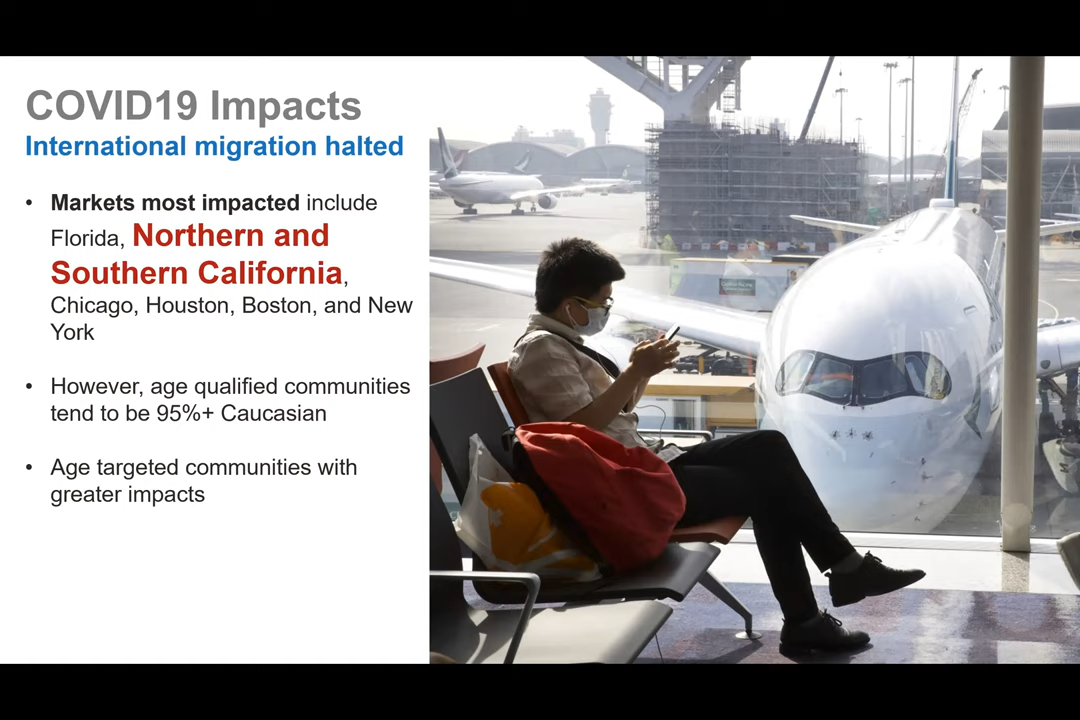 COVID19 Impacts
International migration halted
• Markets most impacted include
Florida, Northern and
Southern California,
Chicago, Houston, Boston, and New
York
• However, age qualified communities
tend to be 95%+ Caucasian
• Age targeted communities with
greater impacts